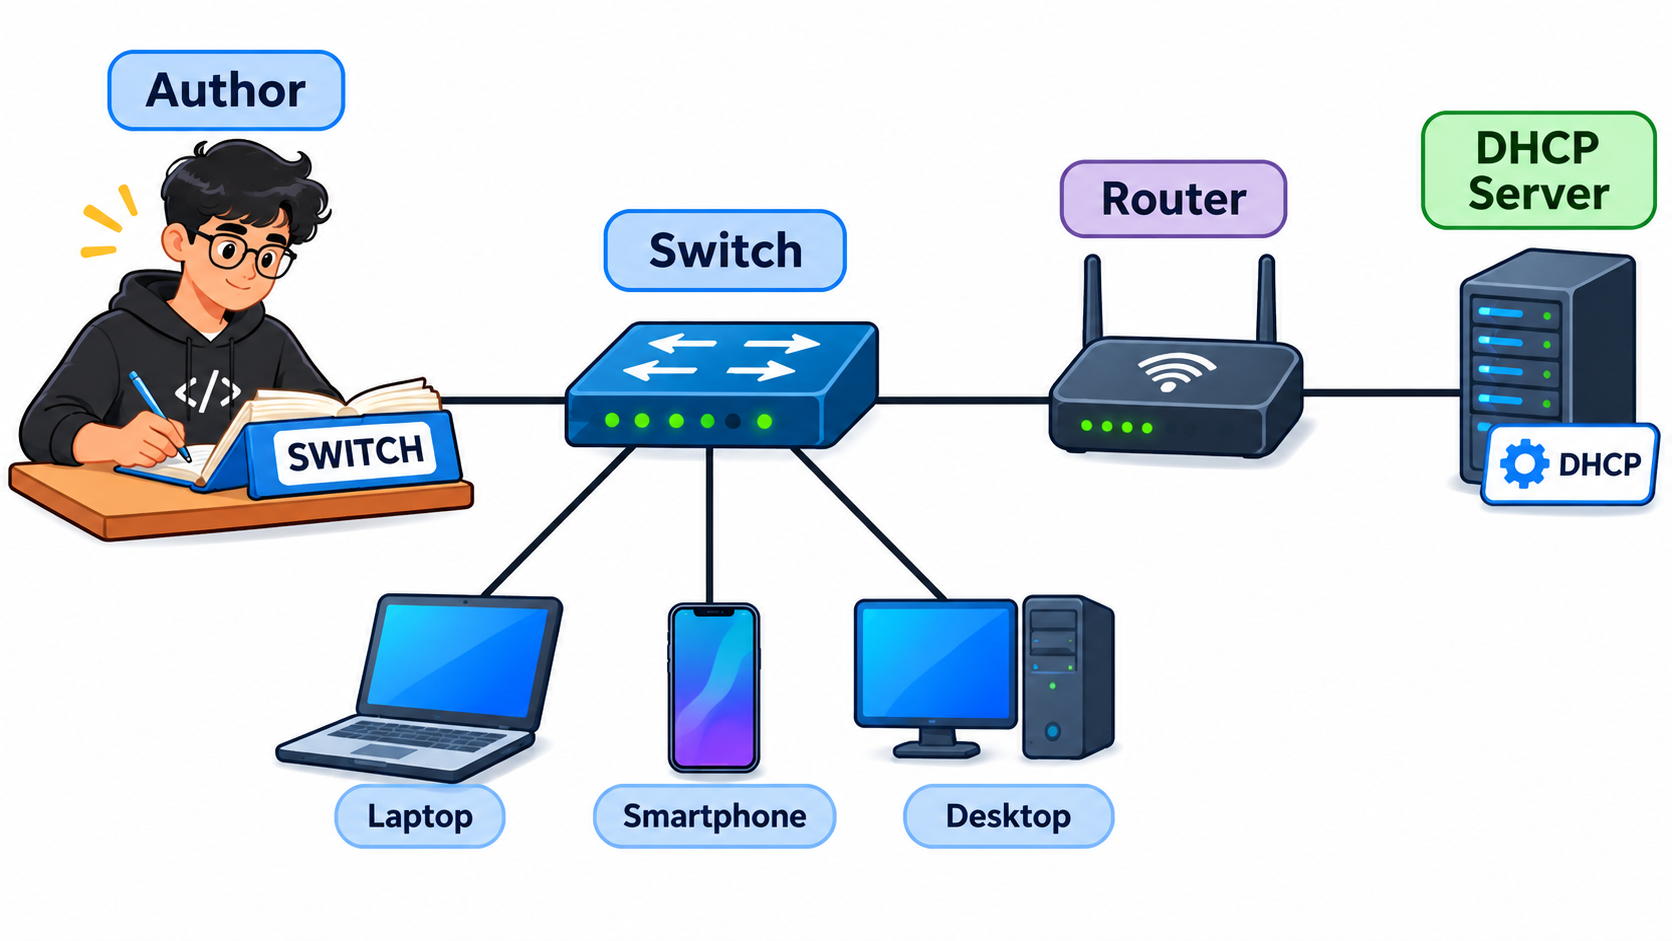 Author
Switch
Router
DHCP
Server
</>
SWITCH
DHCP
Laptop
Smartphone
Desktop